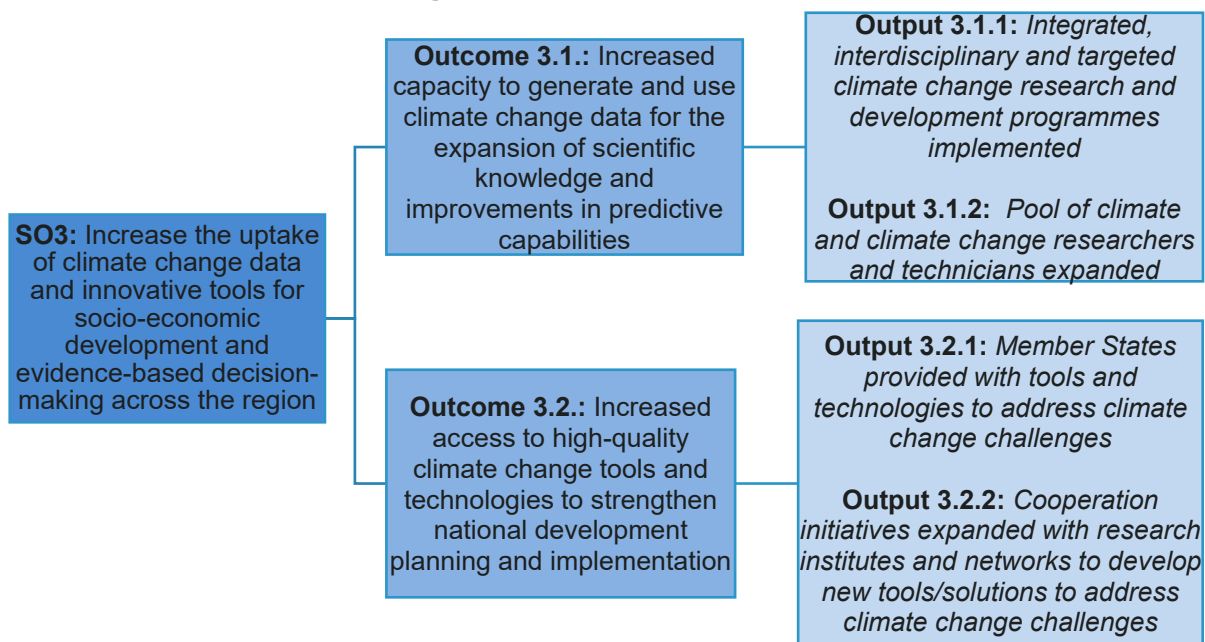 SO3: Increase the uptake
of climate change data
and innovative tools for
socio-economic
development and
evidence-based decision-
making across the region
Outcome 3.1.: Increased
capacity to generate and use
climate change data for the
expansion of scientific
knowledge and
improvements in predictive
capabilities
Output 3.1.1: Integrated,
interdisciplinary and targeted
climate change research and
development programmes
implemented
Output 3.1.2:  Pool of climate
and climate change researchers
and technicians expanded
Outcome 3.2.: Increased
access to high-quality
climate change tools and
technologies to strengthen
national development
planning and implementation
Output 3.2.1: Member States
provided with tools and
technologies to address climate
change challenges
Output 3.2.2: Cooperation
initiatives expanded with research
institutes and networks to develop
new tools/solutions to address
climate change challenges